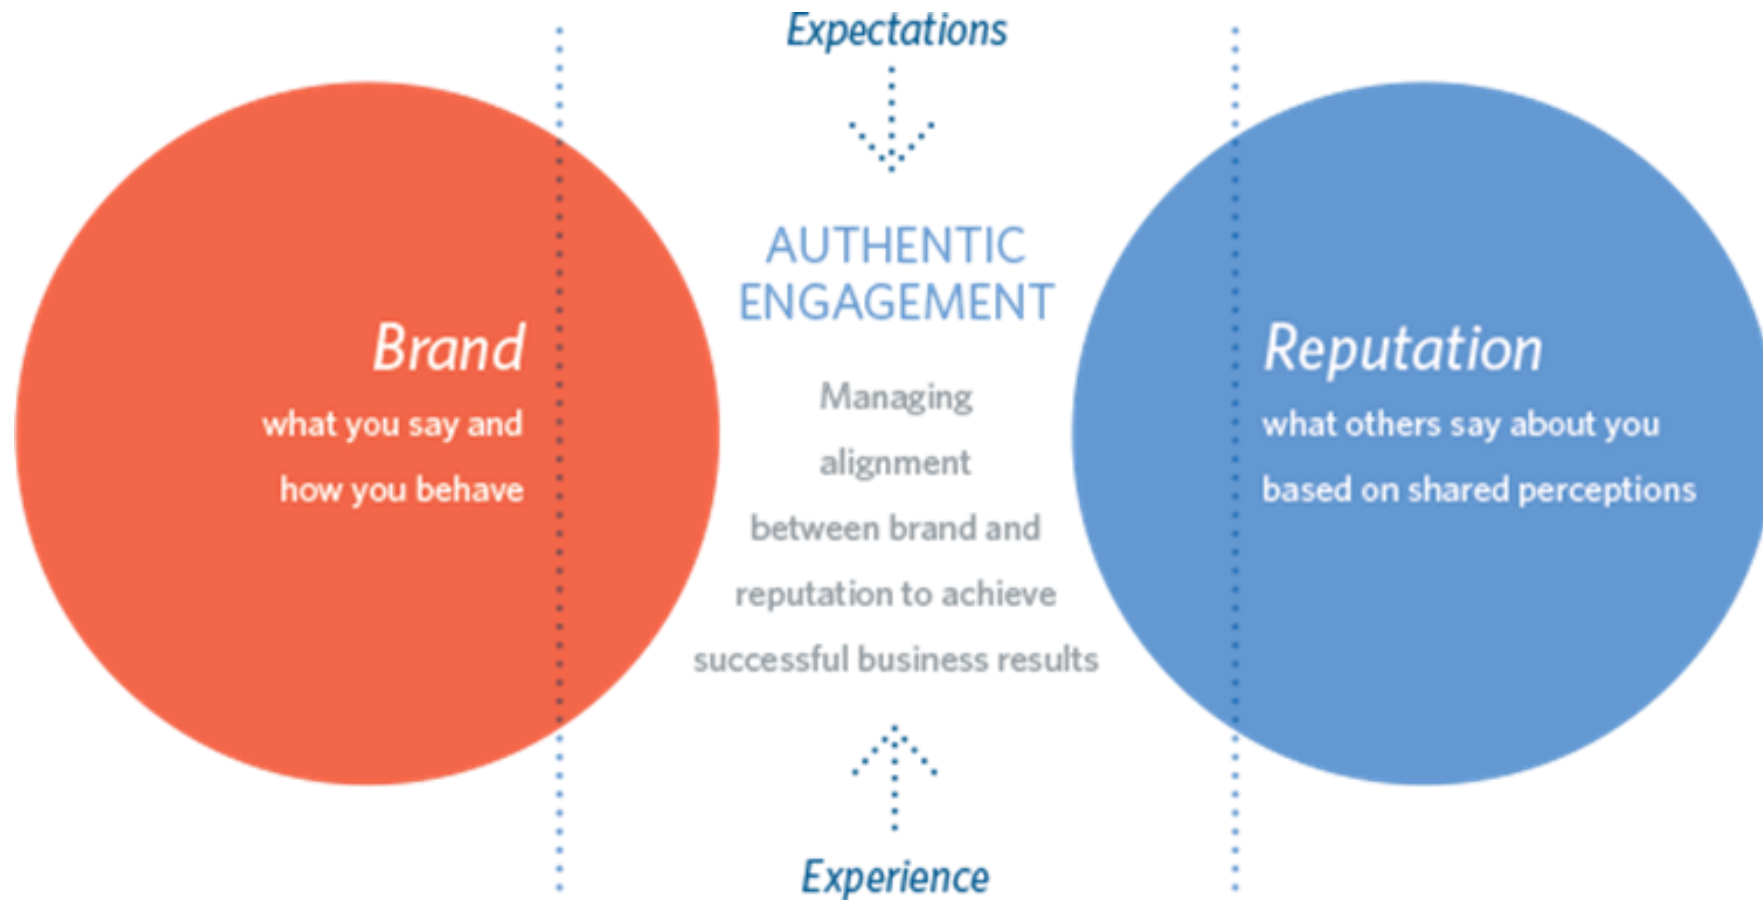 Expectations
AUTHENTIC
ENGAGEMENT
Brand
what you say and
how you behave
Managing
alignment
between brand and
reputation to achieve
successful business results
Reputation
what others say about you
based on shared perceptions
Experience